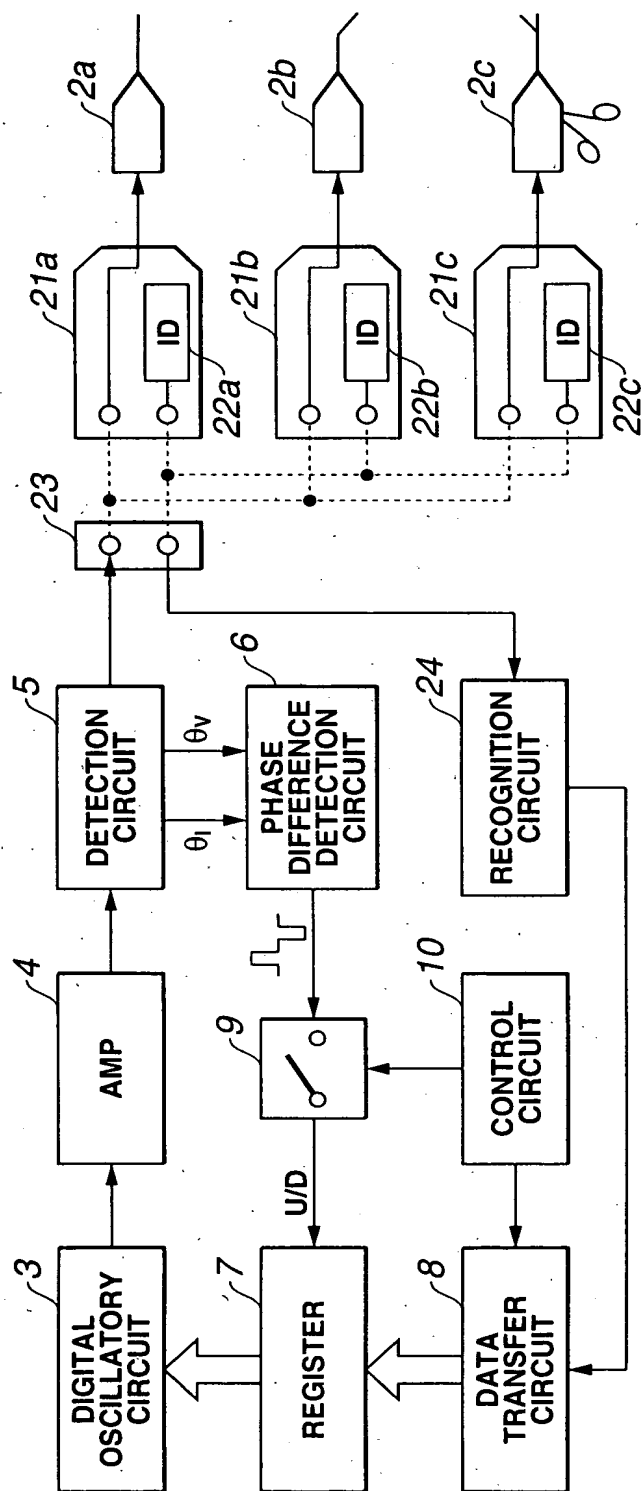 3
DIGITAL
OSCILLATORY
CIRCUIT
4
AMP
5
DETECTION
CIRCUIT
23
21a
ID
22a
2a
θI
θV
7
REGISTER
U/D
9
6
PHASE
DIFFERENCE
DETECTION
CIRCUIT
21b
ID
22b
2b
8
DATA
TRANSFER
CIRCUIT
10
CONTROL
CIRCUIT
24
RECOGNITION
CIRCUIT
21c
ID
22c
2c